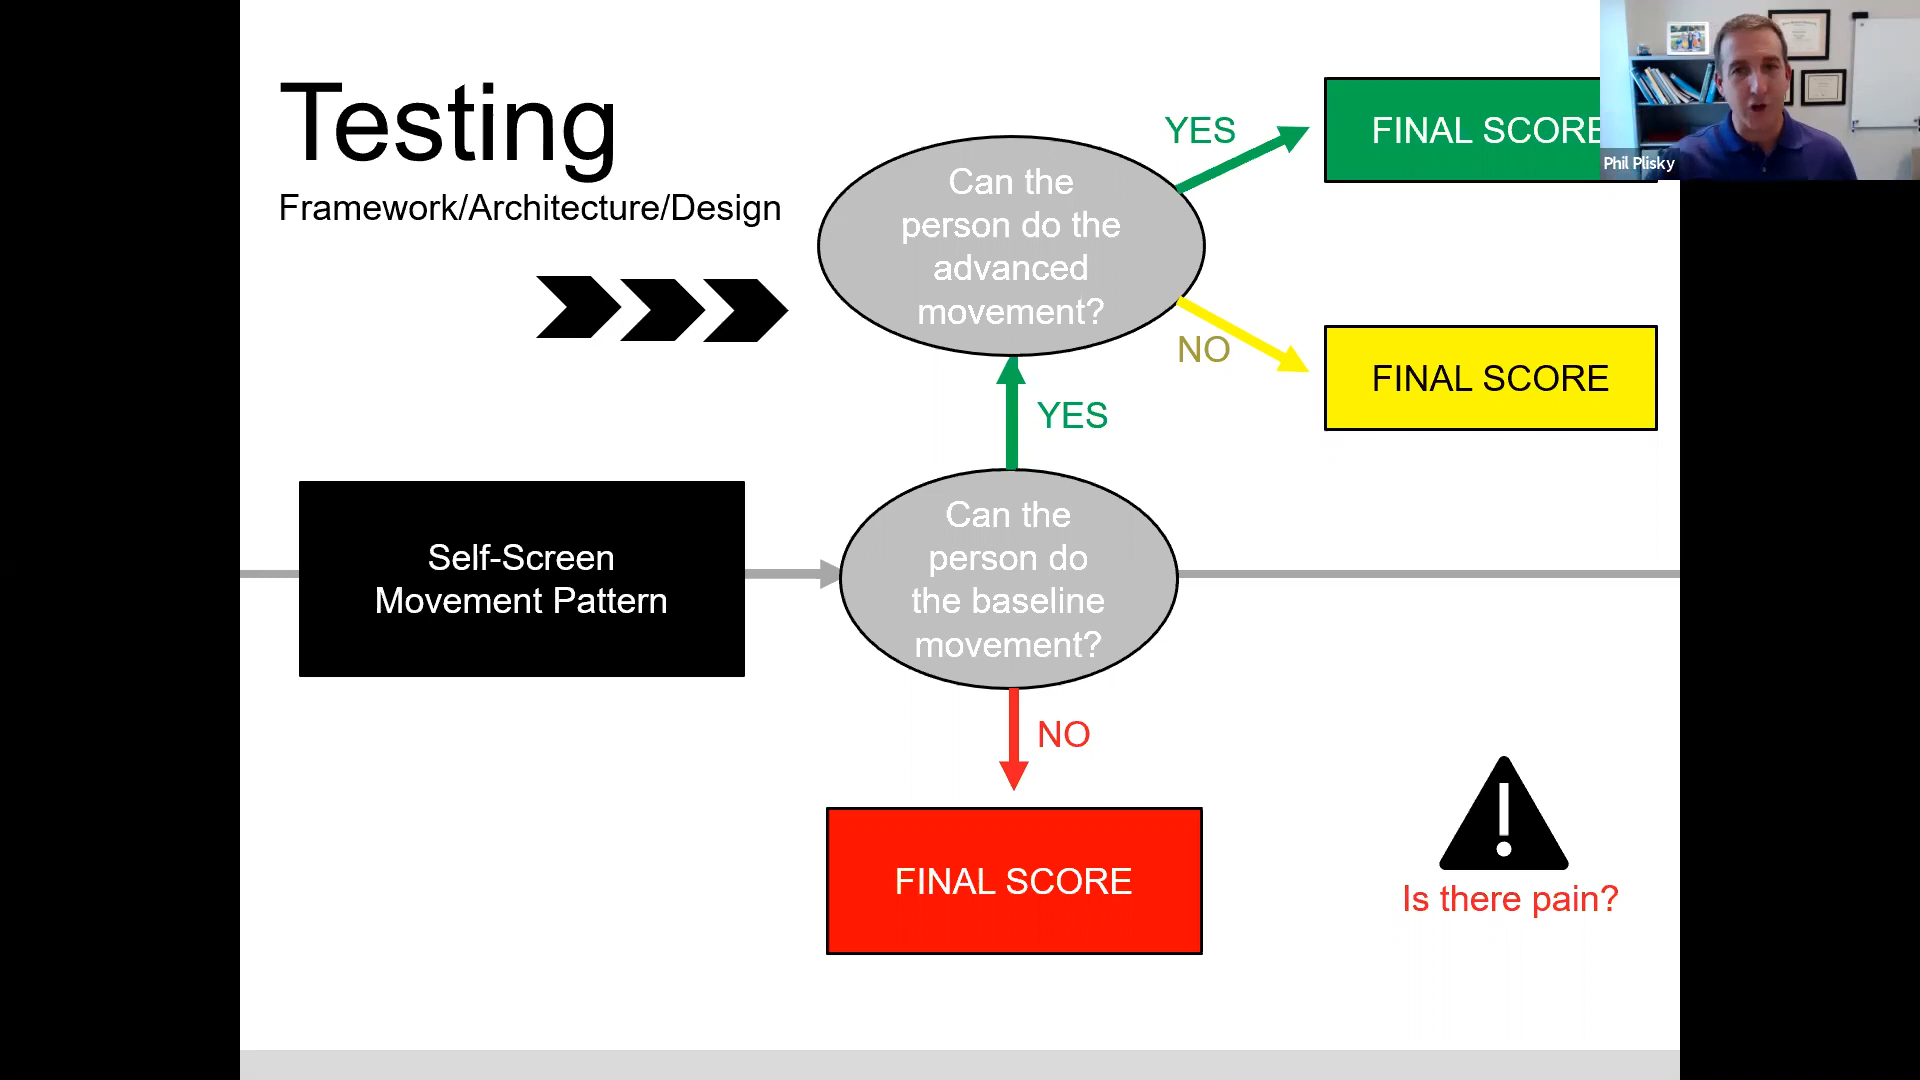 Testing
Framework/Architecture/Design
YES
FINAL SCORE
Phil Plisky
Can the
person do the
advanced
movement?
NO
FINAL SCORE
YES
Self-Screen
Movement Pattern
Can the
person do
the baseline
movement?
NO
FINAL SCORE
Is there pain?